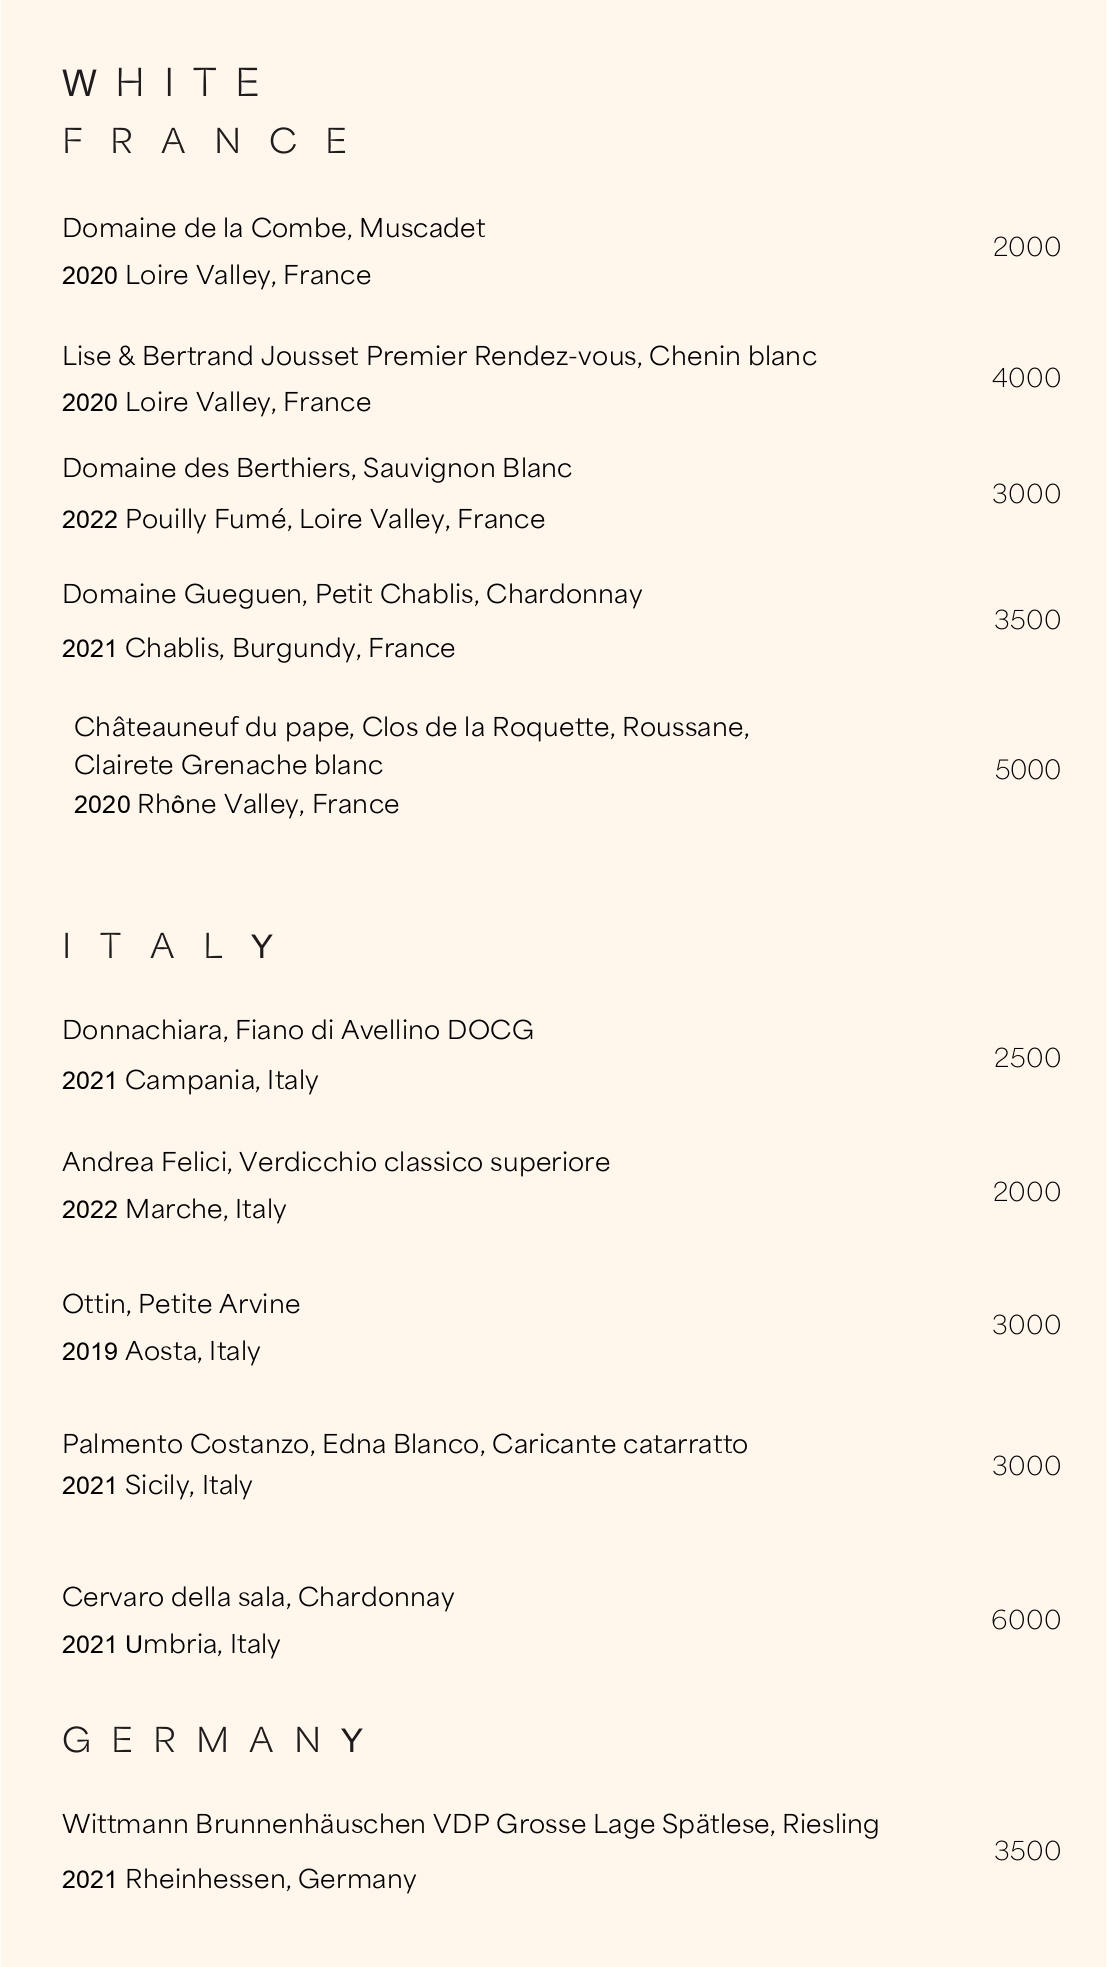 WHITE
FRANCE
Domaine de la Combe, Muscadet
2000
2020 Loire Valley, France
Lise & Bertrand Jousset Premier Rendez-vous, Chenin blanc
4000
2020 Loire Valley, France
Domaine des Berthiers, Sauvignon Blanc
3000
2022 Pouilly Fumé, Loire Valley, France
Domaine Gueguen, Petit Chablis, Chardonnay
3500
2021 Chablis, Burgundy, France
Châteauneuf du pape, Clos de la Roquette, Roussane,
Clairete Grenache blanc
5000
2020 Rhône Valley, France
ITALY
Donnachiara, Fiano di Avellino DOCG
2500
2021 Campania, Italy
Andrea Felici, Verdicchio classico superiore
2000
2022 Marche, Italy
Ottin, Petite Arvine
3000
2019 Aosta, Italy
Palmento Costanzo, Edna Blanco, Caricante catarratto
3000
2021 Sicily, Italy
Cervaro della sala, Chardonnay
6000
2021 Umbria, Italy
GERMANY
Wittmann Brunnenhäuschen VDP Grosse Lage Spätlese, Riesling
3500
2021 Rheinhessen, Germany